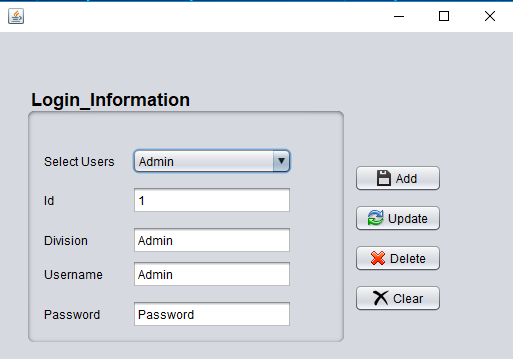 Login_Information
Select Users Admin
Id 1
Division Admin
Username Admin
Password Password
Add
Update
Delete
Clear